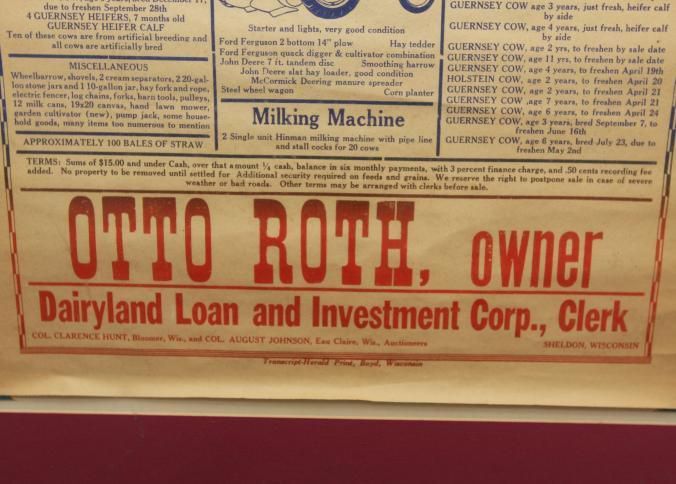 due to freshen September 28th
4 GUERNSEY HEIFERS, 7 months old
GUERNSEY HEIFER CALF
Ten of these cows are from artificial breeding and
all cows are artificially bred
MISCELLANEOUS
Wheelbarrow, shovels, 2 cream separators, 2 20-gal-
lon stone jars and 1 10-gallon jar, hay fork and rope,
electric fencer, log chains, forks, barn tools, pulleys,
12 milk cans, 19x20 canvas, hand lawn mower,
garden cultivator (new), pump jack, some house-
hold goods, many items too numerous to mention
APPROXIMATELY 100 BALES OF STRAW
Starter and lights, very good condition
Ford Ferguson 2 bottom 14" plow Hay tedder
Ford Ferguson quack digger & cultivator combination
John Deere 7 ft. tandem disc Smoothing harrow
John Deere slat hay loader, good condition
McCormick Deering manure spreader
Steel wheel wagon Corn planter
Milking Machine
2 Single unit Hinman milking machine with pipe line
and stall cocks for 20 cows
GUERNSEY COW age 3 years, just fresh, heifer calf
by side
GUERNSEY COW, age 4 years, just fresh, heifer calf
by side
GUERNSEY COW, age 2 yrs, to freshen by sale date
GUERNSEY COW, age 11 yrs, to freshen by sale date
GUERNSEY COW, age 4 years, to freshen April 19th
HOLSTEIN COW, age 2 years, to freshen April 20
GUERNSEY COW, age 2 years, to freshen April 21
GUERNSEY COW, age 7 years, to freshen April 21
GUERNSEY COW, age 6 years, to freshen April 24
GUERNSEY COW, age 3 years, bred September 7, to
freshen June 16th
GUERNSEY COW, age 6 years, bred July 23, due to
freshen May 2nd
TERMS: Sums of $15.00 and under Cash, over that amount ¼ cash, balance in six monthly payments, with 3 percent finance charge, and .50 cents recording fee
added. No property to be removed until settled for Additional security required on feeds and grains. We reserve the right to postpone sale in case of severe
weather or bad roads. Other terms may be arranged with clerks before sale.
OTTO ROTH, owner
Dairyland Loan and Investment Corp., Clerk
COL. CLARENCE HUNT, Bloomer, Wis., and COL. AUGUST JOHNSON, Eau Claire, Wis., Auctioneers SHELDON, WISCONSIN
Transcript-Herald Print, Boyd, Wisconsin